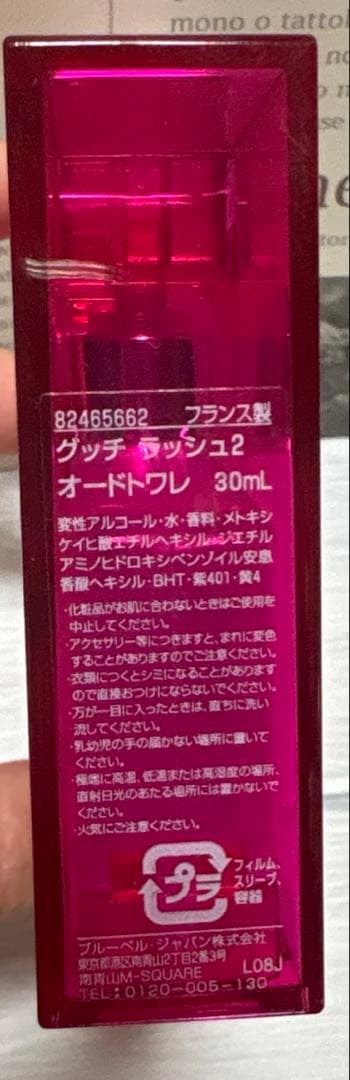 mono o tattoi
no
o n
se
ne
tor
82465662 フランス製
グッチ ラッシュ2
オードトワレ 30mL
変性アルコール・水・香料・メトキシ
ケイヒ酸エチルヘキシル・ジエチル
アミノヒドロキシベンゾイル安息
香酸ヘキシル・BHT・紫401・黄4
・化粧品がお肌に合わないときはご使用を
中止してください。
・アクセサリー等につきますと、まれに変色
することがありますのでご注意ください。
・衣類につくとシミになることがあります
ので直接おつけにならないでください。
・万が一目に入ったときは、直ちに洗い
流してください。
・乳幼児の手の届かない場所に置いて
ください。
・極端に高温、低温または高湿度の場所、
直射日光のあたる場所には置かないで
ください。
・火気にご注意ください。
プラ
フィルム、
スリーブ、
容器
ブルーベル・ジャパン株式会社
東京都港区南青山2丁目2番3号
南青山M-SQUARE L08J
TEL:0120-005-130